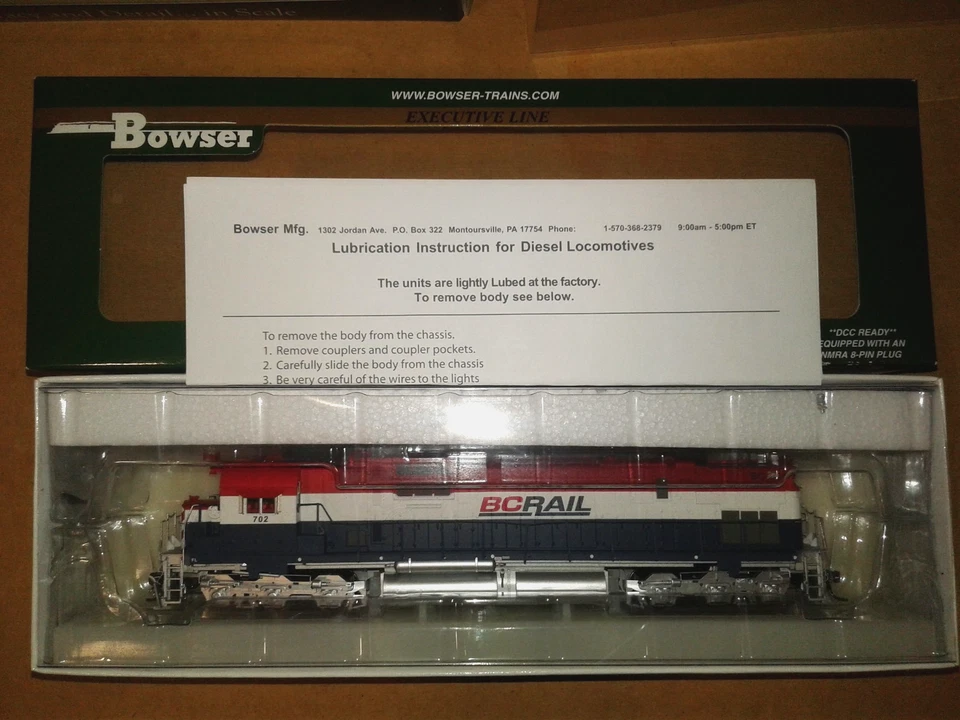 and Detail... in Scale
WWW.BOWSER-TRAINS.COM
EXECUTIVE LINE
Bowser
Bowser Mfg. 1302 Jordan Ave. P.O. Box 322 Montoursville, PA 17754 Phone: 1-570-368-2379 9:00am - 5:00pm ET
Lubrication Instruction for Diesel Locomotives
The units are lightly Lubed at the factory.
To remove body see below.
To remove the body from the chassis.
1. Remove couplers and coupler pockets.
2. Carefully slide the body from the chassis
3. Be very careful of the wires to the lights
**DCC READY**
EQUIPPED WITH AN
NMRA 8-PIN PLUG
BCRAIL
702